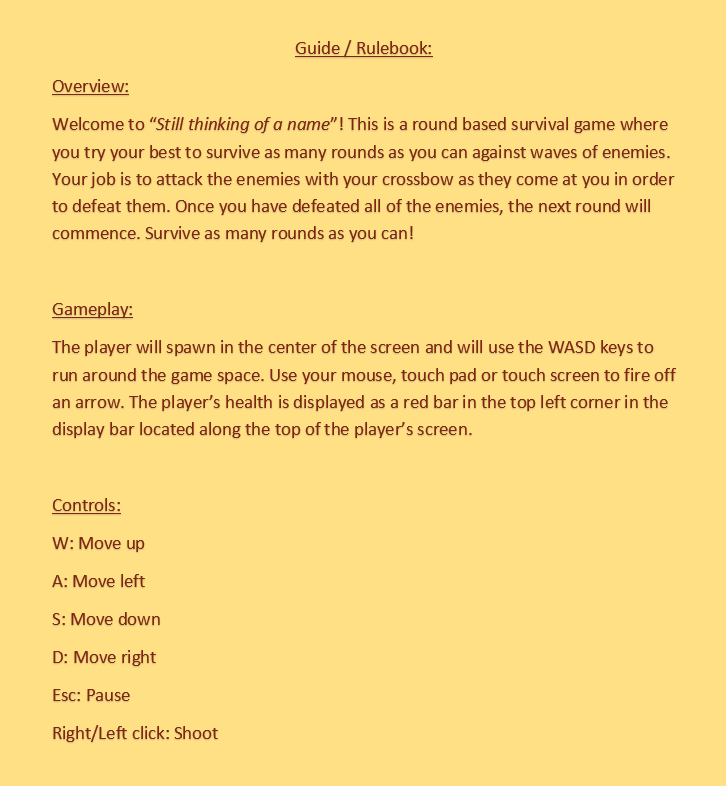 Guide / Rulebook:
Overview:
Welcome to “Still thinking of a name”! This is a round based survival game where
you try your best to survive as many rounds as you can against waves of enemies.
Your job is to attack the enemies with your crossbow as they come at you in order
to defeat them. Once you have defeated all of the enemies, the next round will
commence. Survive as many rounds as you can!
Gameplay:
The player will spawn in the center of the screen and will use the WASD keys to
run around the game space. Use your mouse, touch pad or touch screen to fire off
an arrow. The player’s health is displayed as a red bar in the top left corner in the
display bar located along the top of the player’s screen.
Controls:
W: Move up
A: Move left
S: Move down
D: Move right
Esc: Pause
Right/Left click: Shoot